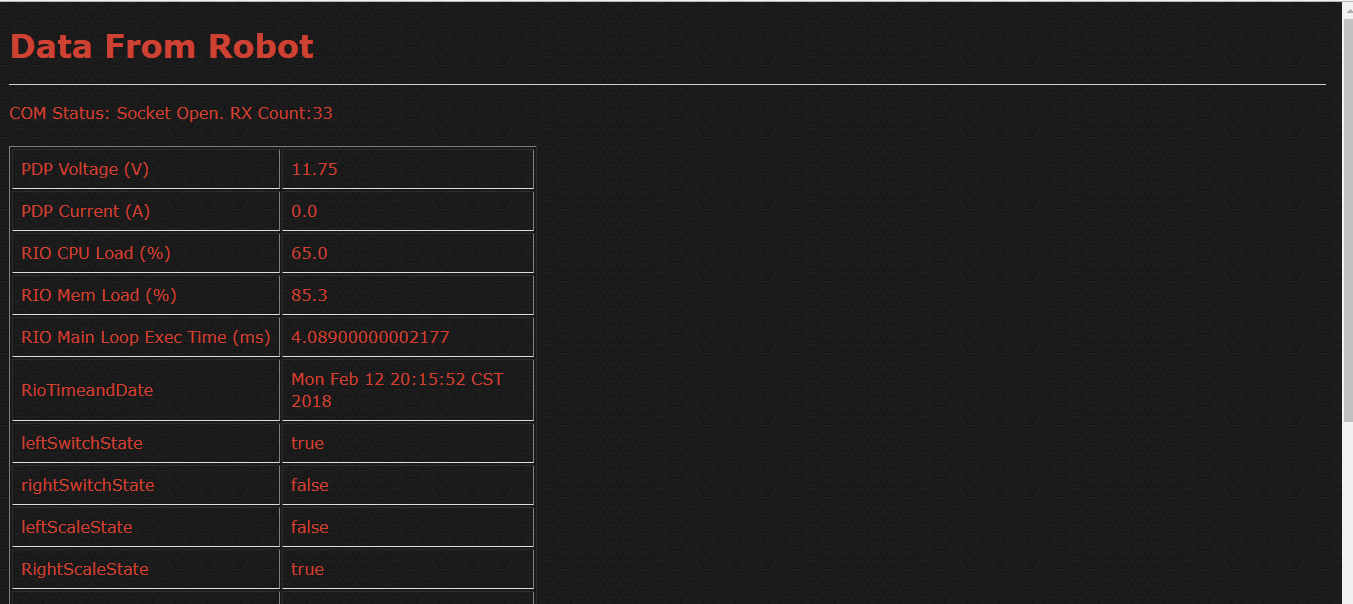 Data From Robot
COM Status: Socket Open. RX Count:33
PDP Voltage (V) 11.75
PDP Current (A) 0.0
RIO CPU Load (%) 65.0
RIO Mem Load (%) 85.3
RIO Main Loop Exec Time (ms) 4.08900000002177
RioTimeandDate Mon Feb 12 20:15:52 CST
2018
leftSwitchState true
rightSwitchState false
leftScaleState false
RightScaleState true